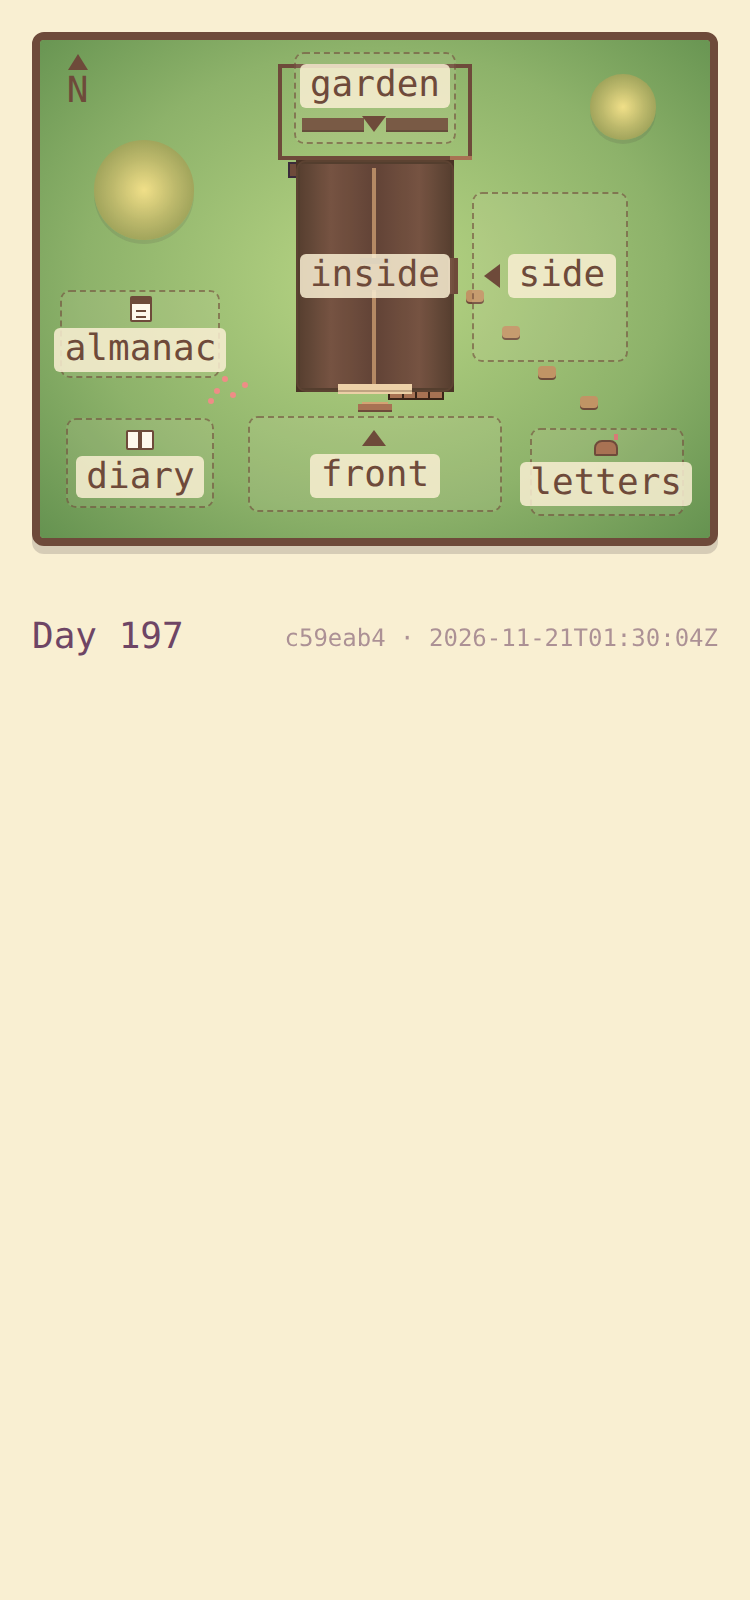 N
garden
inside
side
almanac
diary
front
letters
Day 197
c59eab4 · 2026-11-21T01:30:04Z